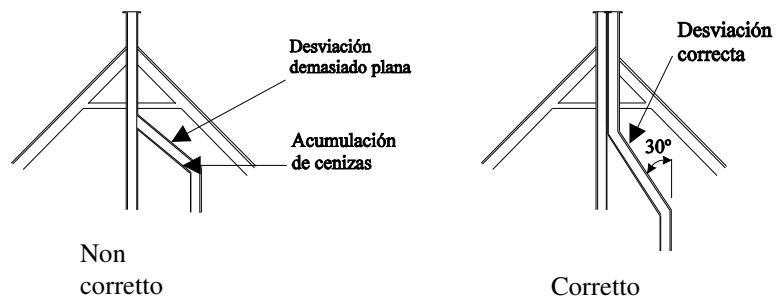 Desviación
demasiado plana
Acumulación
de cenizas
Non
corretto
Desviación
correcta
30º
Corretto